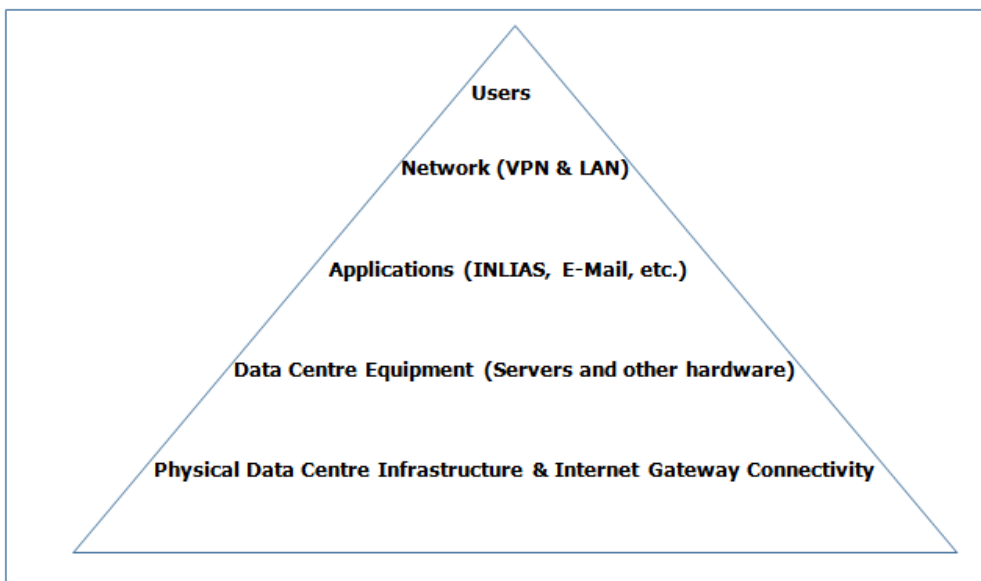 Users
Network (VPN & LAN)
Applications (INLIAS, E-Mail, etc.)
Data Centre Equipment (Servers and other hardware)
Physical Data Centre Infrastructure & Internet Gateway Connectivity